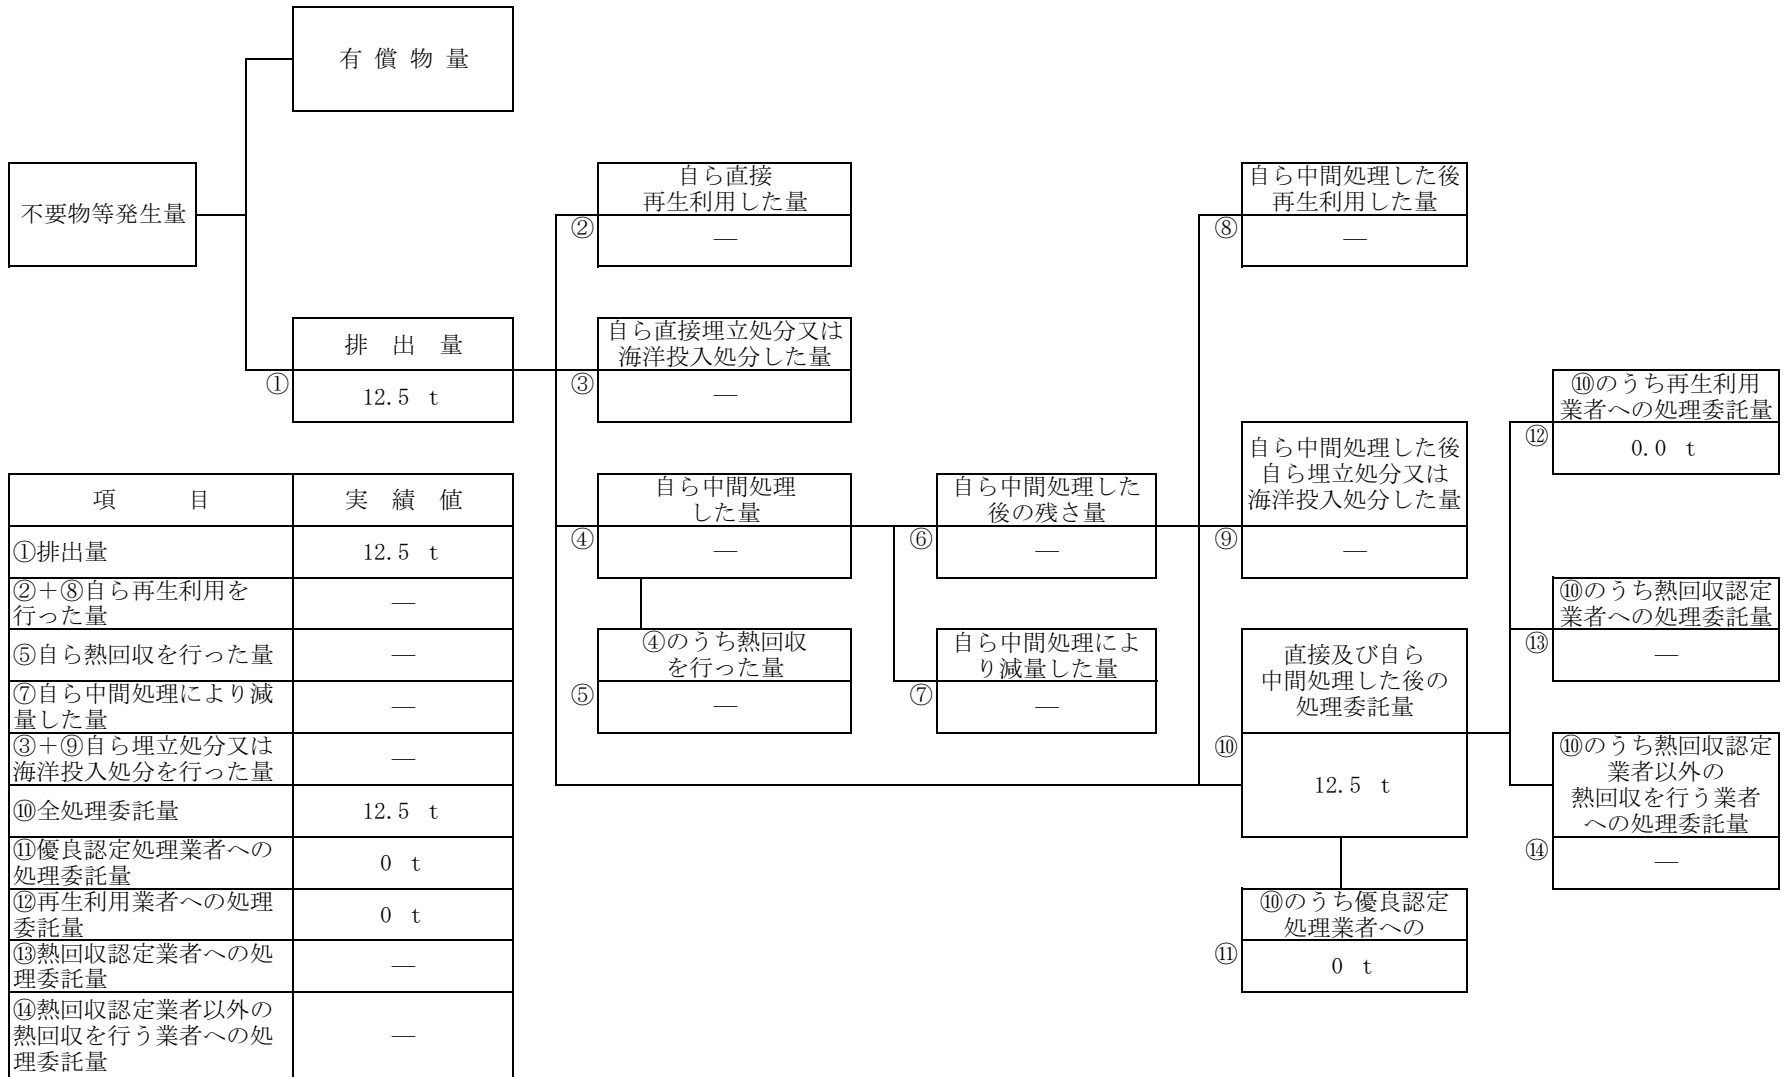 有 償 物 量
不要物等発生量
排 出 量
①
12.5 t
自ら直接
再生利用した量
②
―
自ら直接埋立処分又は
海洋投入処分した量
③
―
自ら中間処理
した量
④
―
④のうち熱回収
を行った量
⑤
―
自ら中間処理した
後の残さ量
⑥
―
自ら中間処理によ
り減量した量
⑦
―
自ら中間処理した後
再生利用した量
⑧
―
自ら中間処理した後
自ら埋立処分又は
海洋投入処分した量
⑨
―
直接及び自ら
中間処理した後の
処理委託量
⑩
12.5 t
⑩のうち優良認定
処理業者への
⑪
0 t
⑩のうち再生利用
業者への処理委託量
⑫
0.0 t
⑩のうち熱回収認定
業者への処理委託量
⑬
―
⑩のうち熱回収認定
業者以外の
熱回収を行う業者
への処理委託量
⑭
―
項 目 実 績 値
①排出量 12.5 t
②＋⑧自ら再生利用を
行った量 ―
⑤自ら熱回収を行った量 ―
⑦自ら中間処理により減
量した量 ―
③＋⑨自ら埋立処分又は
海洋投入処分を行った量 ―
⑩全処理委託量 12.5 t
⑪優良認定処理業者への
処理委託量 0 t
⑫再生利用業者への処理
委託量 0 t
⑬熱回収認定業者への処
理委託量 ―
⑭熱回収認定業者以外の
熱回収を行う業者への処
理委託量 ―